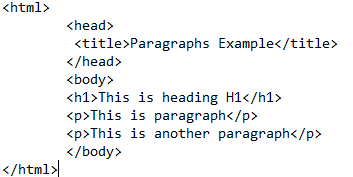 <html>
<head>
<title>Paragraphs Example</title>
</head>
<body>
<h1>This is heading H1</h1>
<p>This is paragraph</p>
<p>This is another paragraph</p>
</body>
</html>